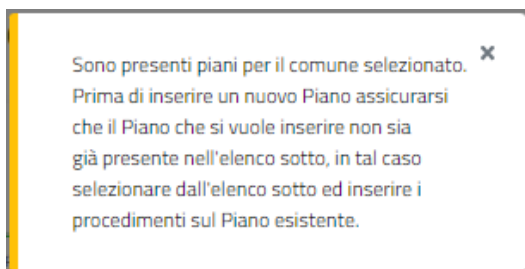 Sono presenti piani per il comune selezionato.
Prima di inserire un nuovo Piano assicurarsi
che il Piano che si vuole inserire non sia
già presente nell'elenco sotto, in tal caso
selezionare dall'elenco sotto ed inserire i
procedimenti sul Piano esistente.